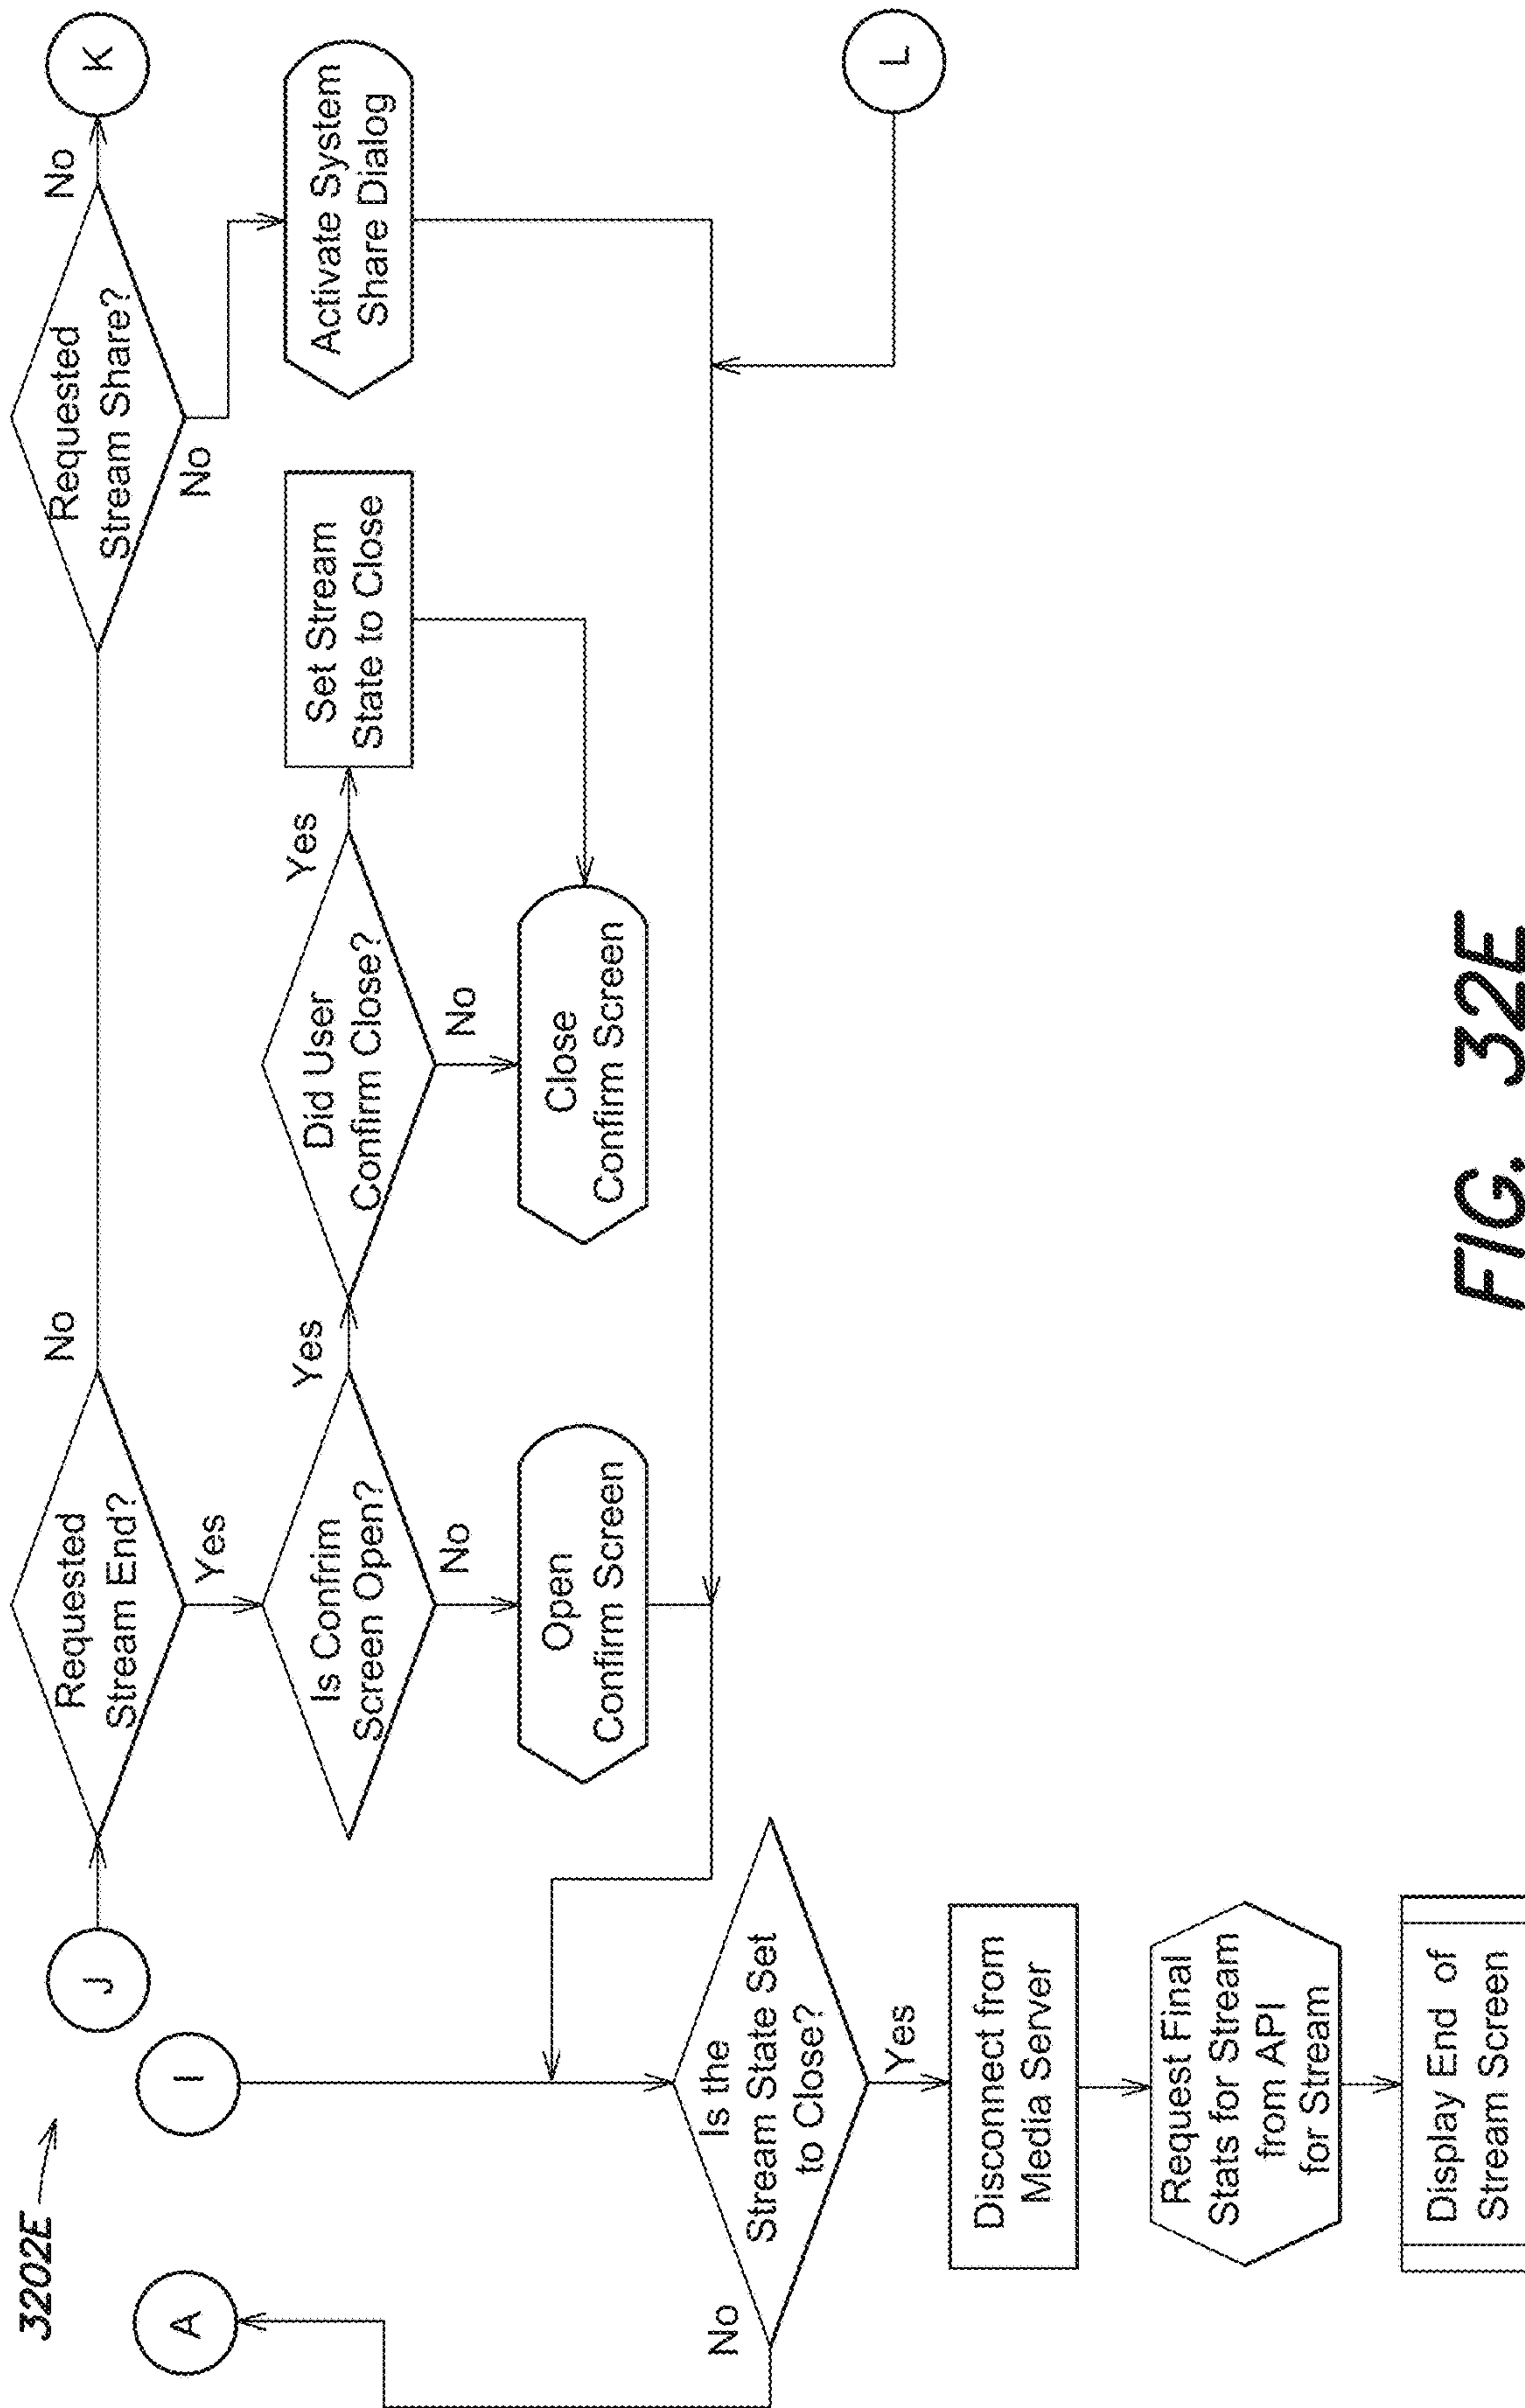 3202E
A
I
J
Requested
Stream End?
No
Yes
Requested
Stream Share?
No
No
K
Is Confrim
Screen Open?
Yes
No
Did User
Confirm Close?
Yes
No
Set Stream
State to Close
Activate System
Share Dialog
Open
Confirm Screen
Close
Confirm Screen
L
Is the
Stream State Set
to Close?
No
Yes
Disconnect from
Media Server
Request Final
Stats for Stream
from API
for Stream
Display End of
Stream Screen
FIG. 32E